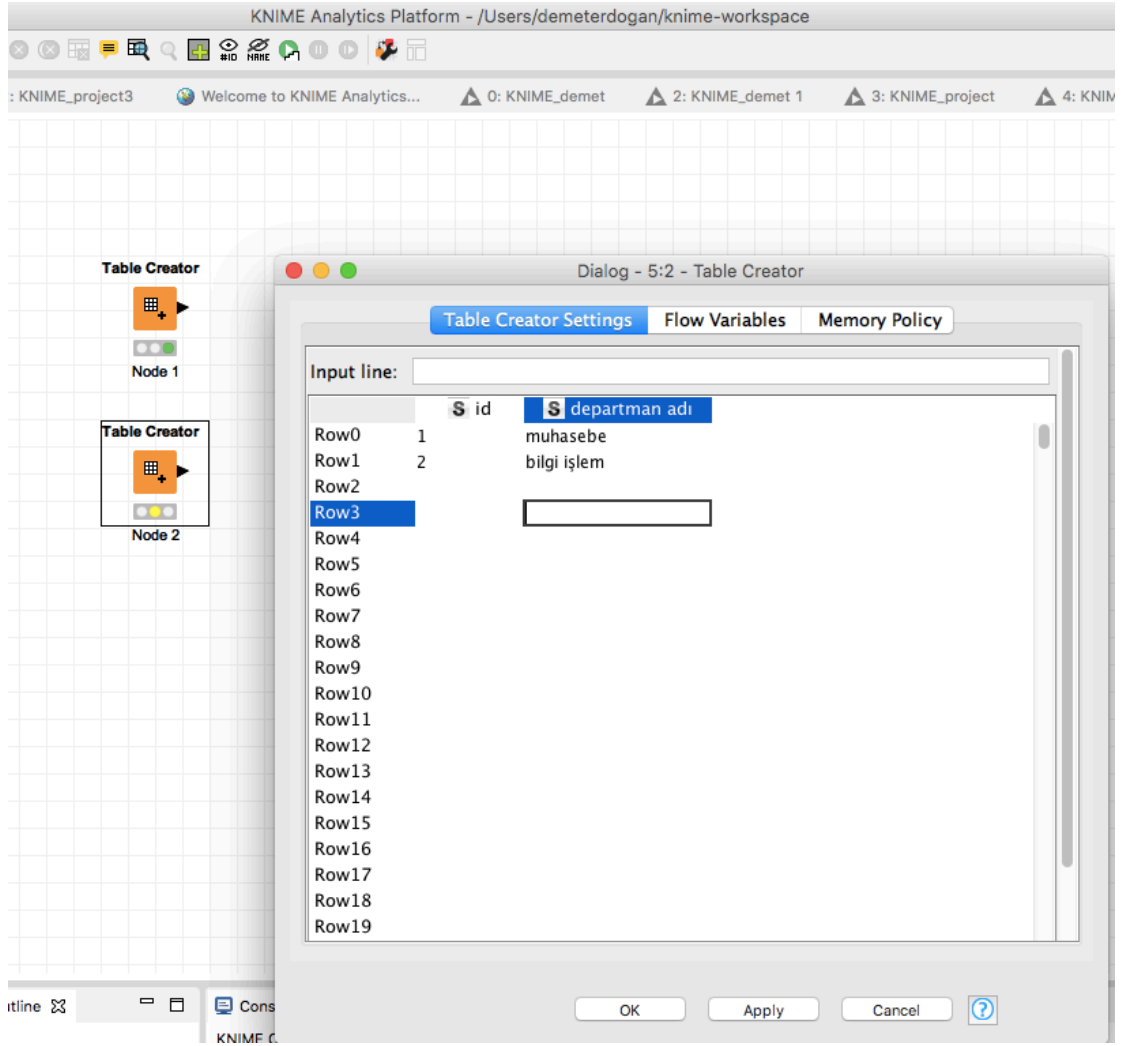 KNIME Analytics Platform - /Users/demeterdogan/knime-workspace
#ID NAME
: KNIME_project3 Welcome to KNIME Analytics... 0: KNIME_demet 2: KNIME_demet 1 3: KNIME_project 4: KNIM
Table Creator
Node 1
Table Creator
Node 2
Dialog - 5:2 - Table Creator
Table Creator Settings Flow Variables Memory Policy
Input line:
S id S departman adı
Row0 1 muhasebe
Row1 2 bilgi işlem
Row2
Row3
Row4
Row5
Row6
Row7
Row8
Row9
Row10
Row11
Row12
Row13
Row14
Row15
Row16
Row17
Row18
Row19
OK Apply Cancel ?
utline Cons
KNIME C